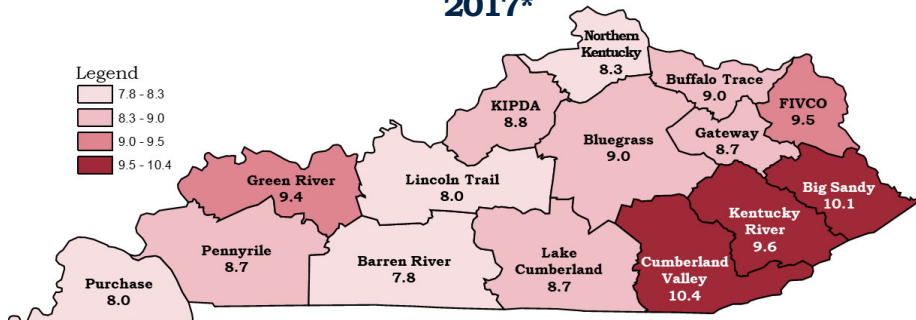 2017*
Legend
7.8 - 8.3
8.3 - 9.0
9.0 - 9.5
9.5 - 10.4
Northern
Kentucky
8.3
Buffalo Trace
9.0
FIVCO
9.5
KIPDA
8.8
Bluegrass
9.0
Gateway
8.7
Green River
9.4
Lincoln Trail
8.0
Big Sandy
10.1
Kentucky
River
9.6
Pennyrile
8.7
Barren River
7.8
Lake
Cumberland
8.7
Cumberland
Valley
10.4
Purchase
8.0